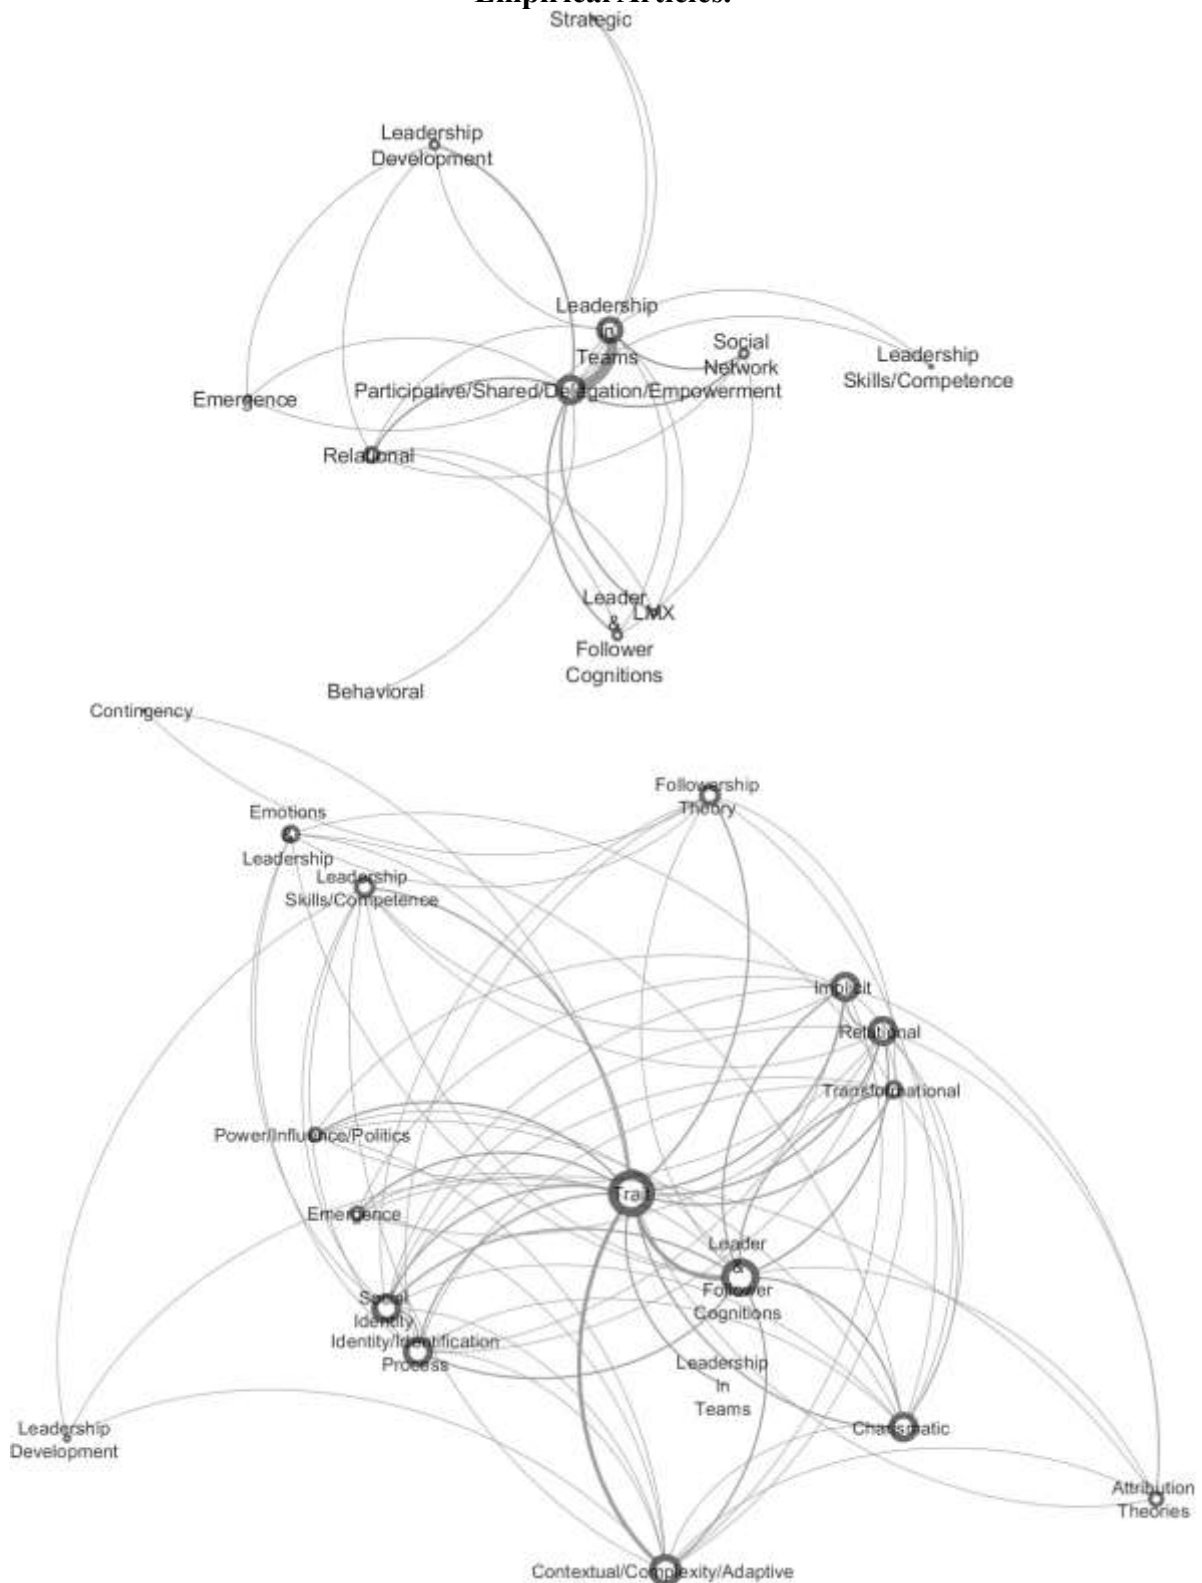 Empirical Articles.
Strategic
Leadership
Development
Leadership
In
Teams
Social
Network
Leadership
Skills/Competence
Participative/Shared/Delegation/Empowerment
Emergence
Relational
Leader
&
Follower
Cognitions
LMX
Behavioral
Contingency
Followership
Theory
Emotions
&
Leadership
Leadership
Skills/Competence
Implicit
Relational
Transformational
Power/Influence/Politics
Trait
Emergence
Leader
&
Follower
Cognitions
Social
Identity
Identity/Identification
Process
Leadership
In
Teams
Leadership
Development
Charismatic
Attribution
Theories
Contextual/Complexity/Adaptive